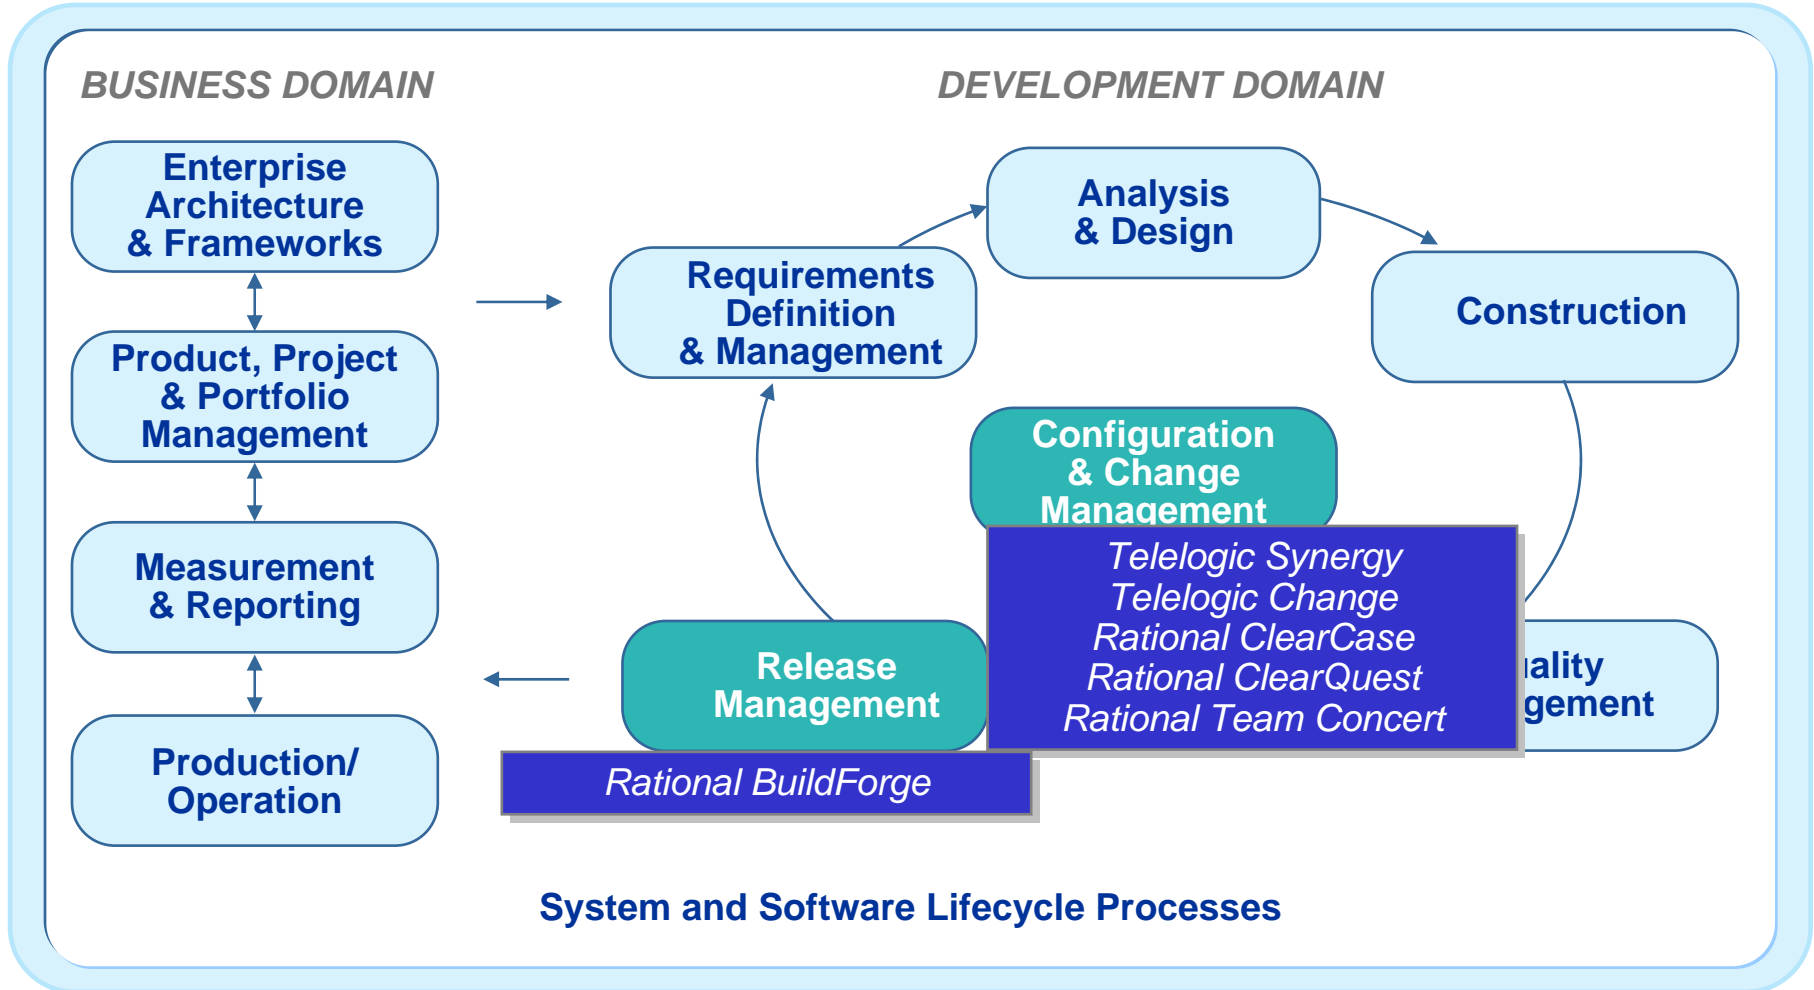 BUSINESS DOMAIN
DEVELOPMENT DOMAIN
Enterprise
Architecture
& Frameworks
Product, Project
& Portfolio
Management
Measurement
& Reporting
Production/
Operation
Requirements
Definition
& Management
Analysis
& Design
Construction
Configuration
& Change
Management
Telelogic Synergy
Telelogic Change
Rational ClearCase
Rational ClearQuest
Rational Team Concert
Release
Management
Rational BuildForge
System and Software Lifecycle Processes